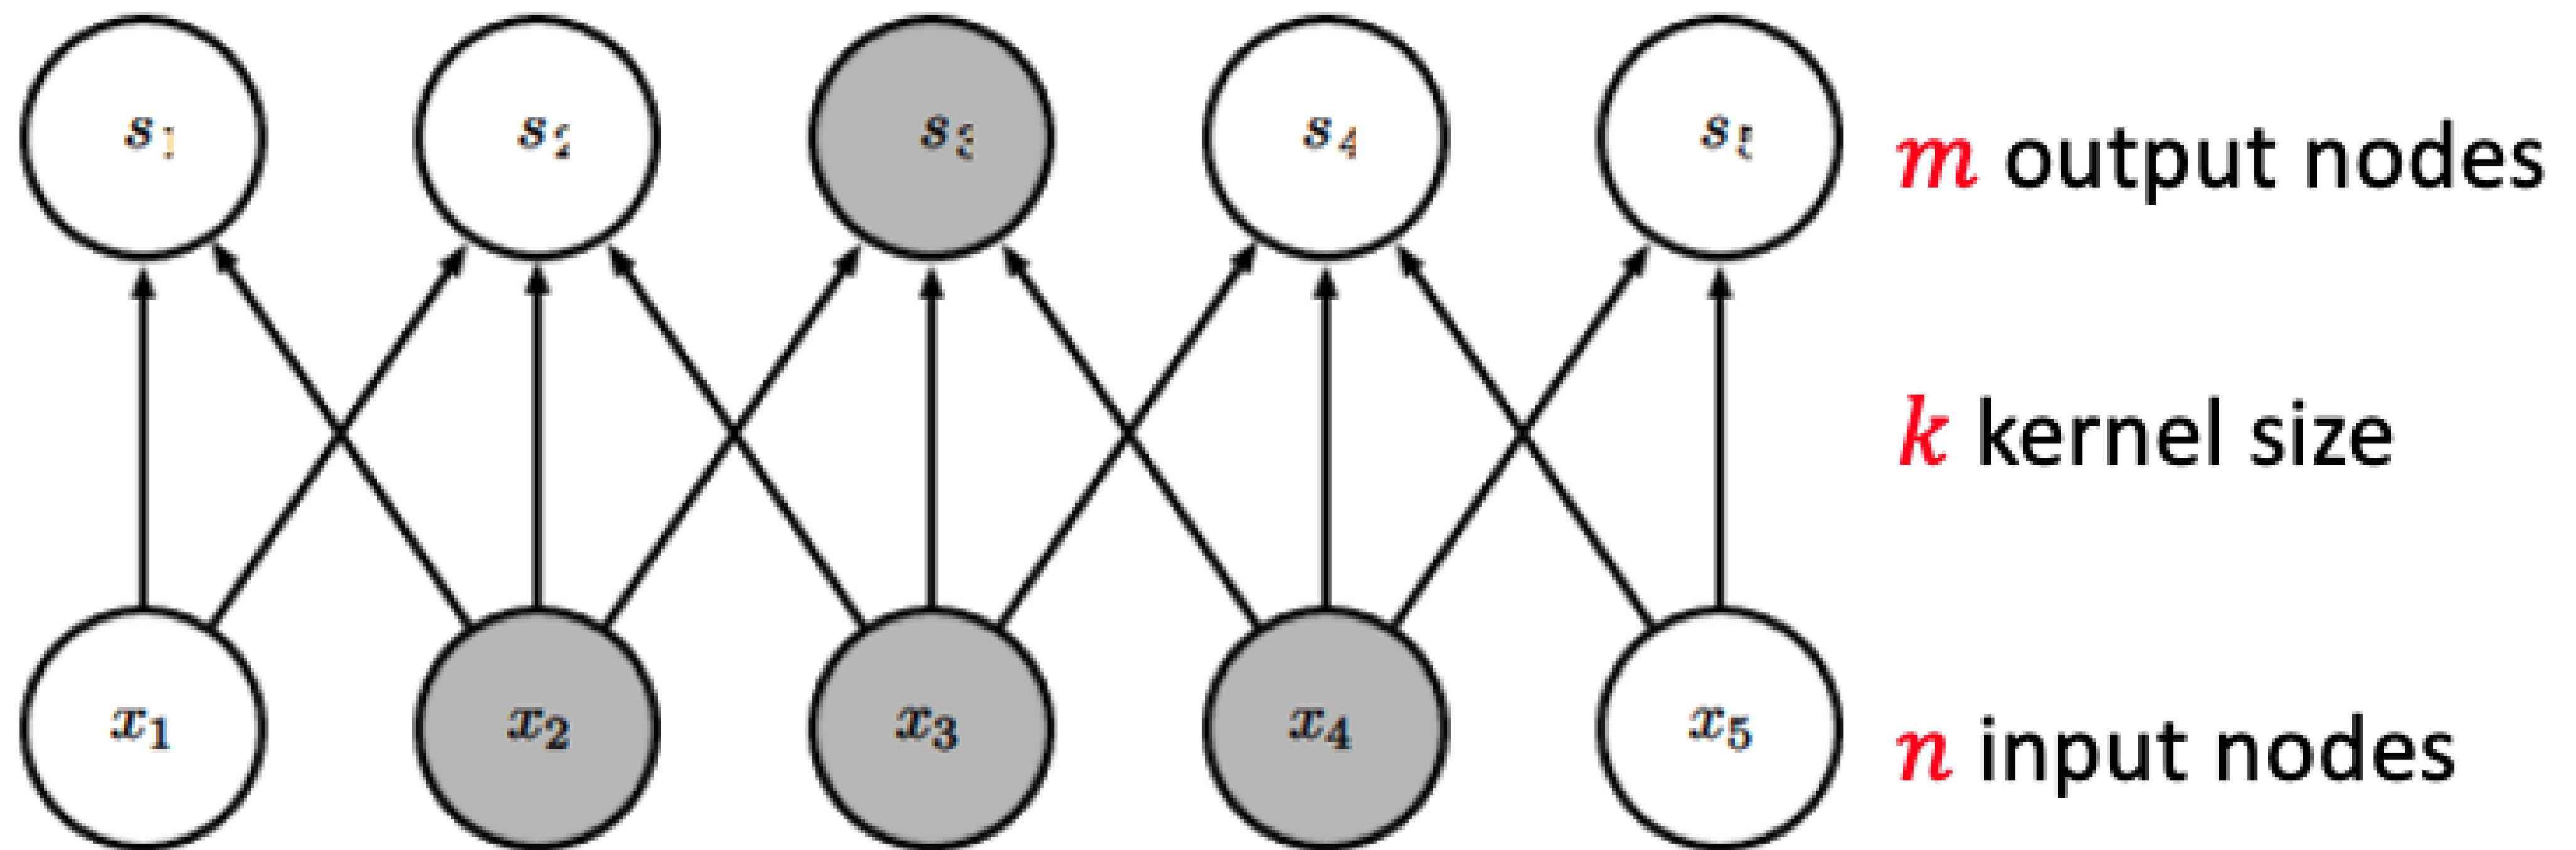 s1 s2 s3 s4 s5 m output nodes
k kernel size
x1 x2 x3 x4 x5 n input nodes